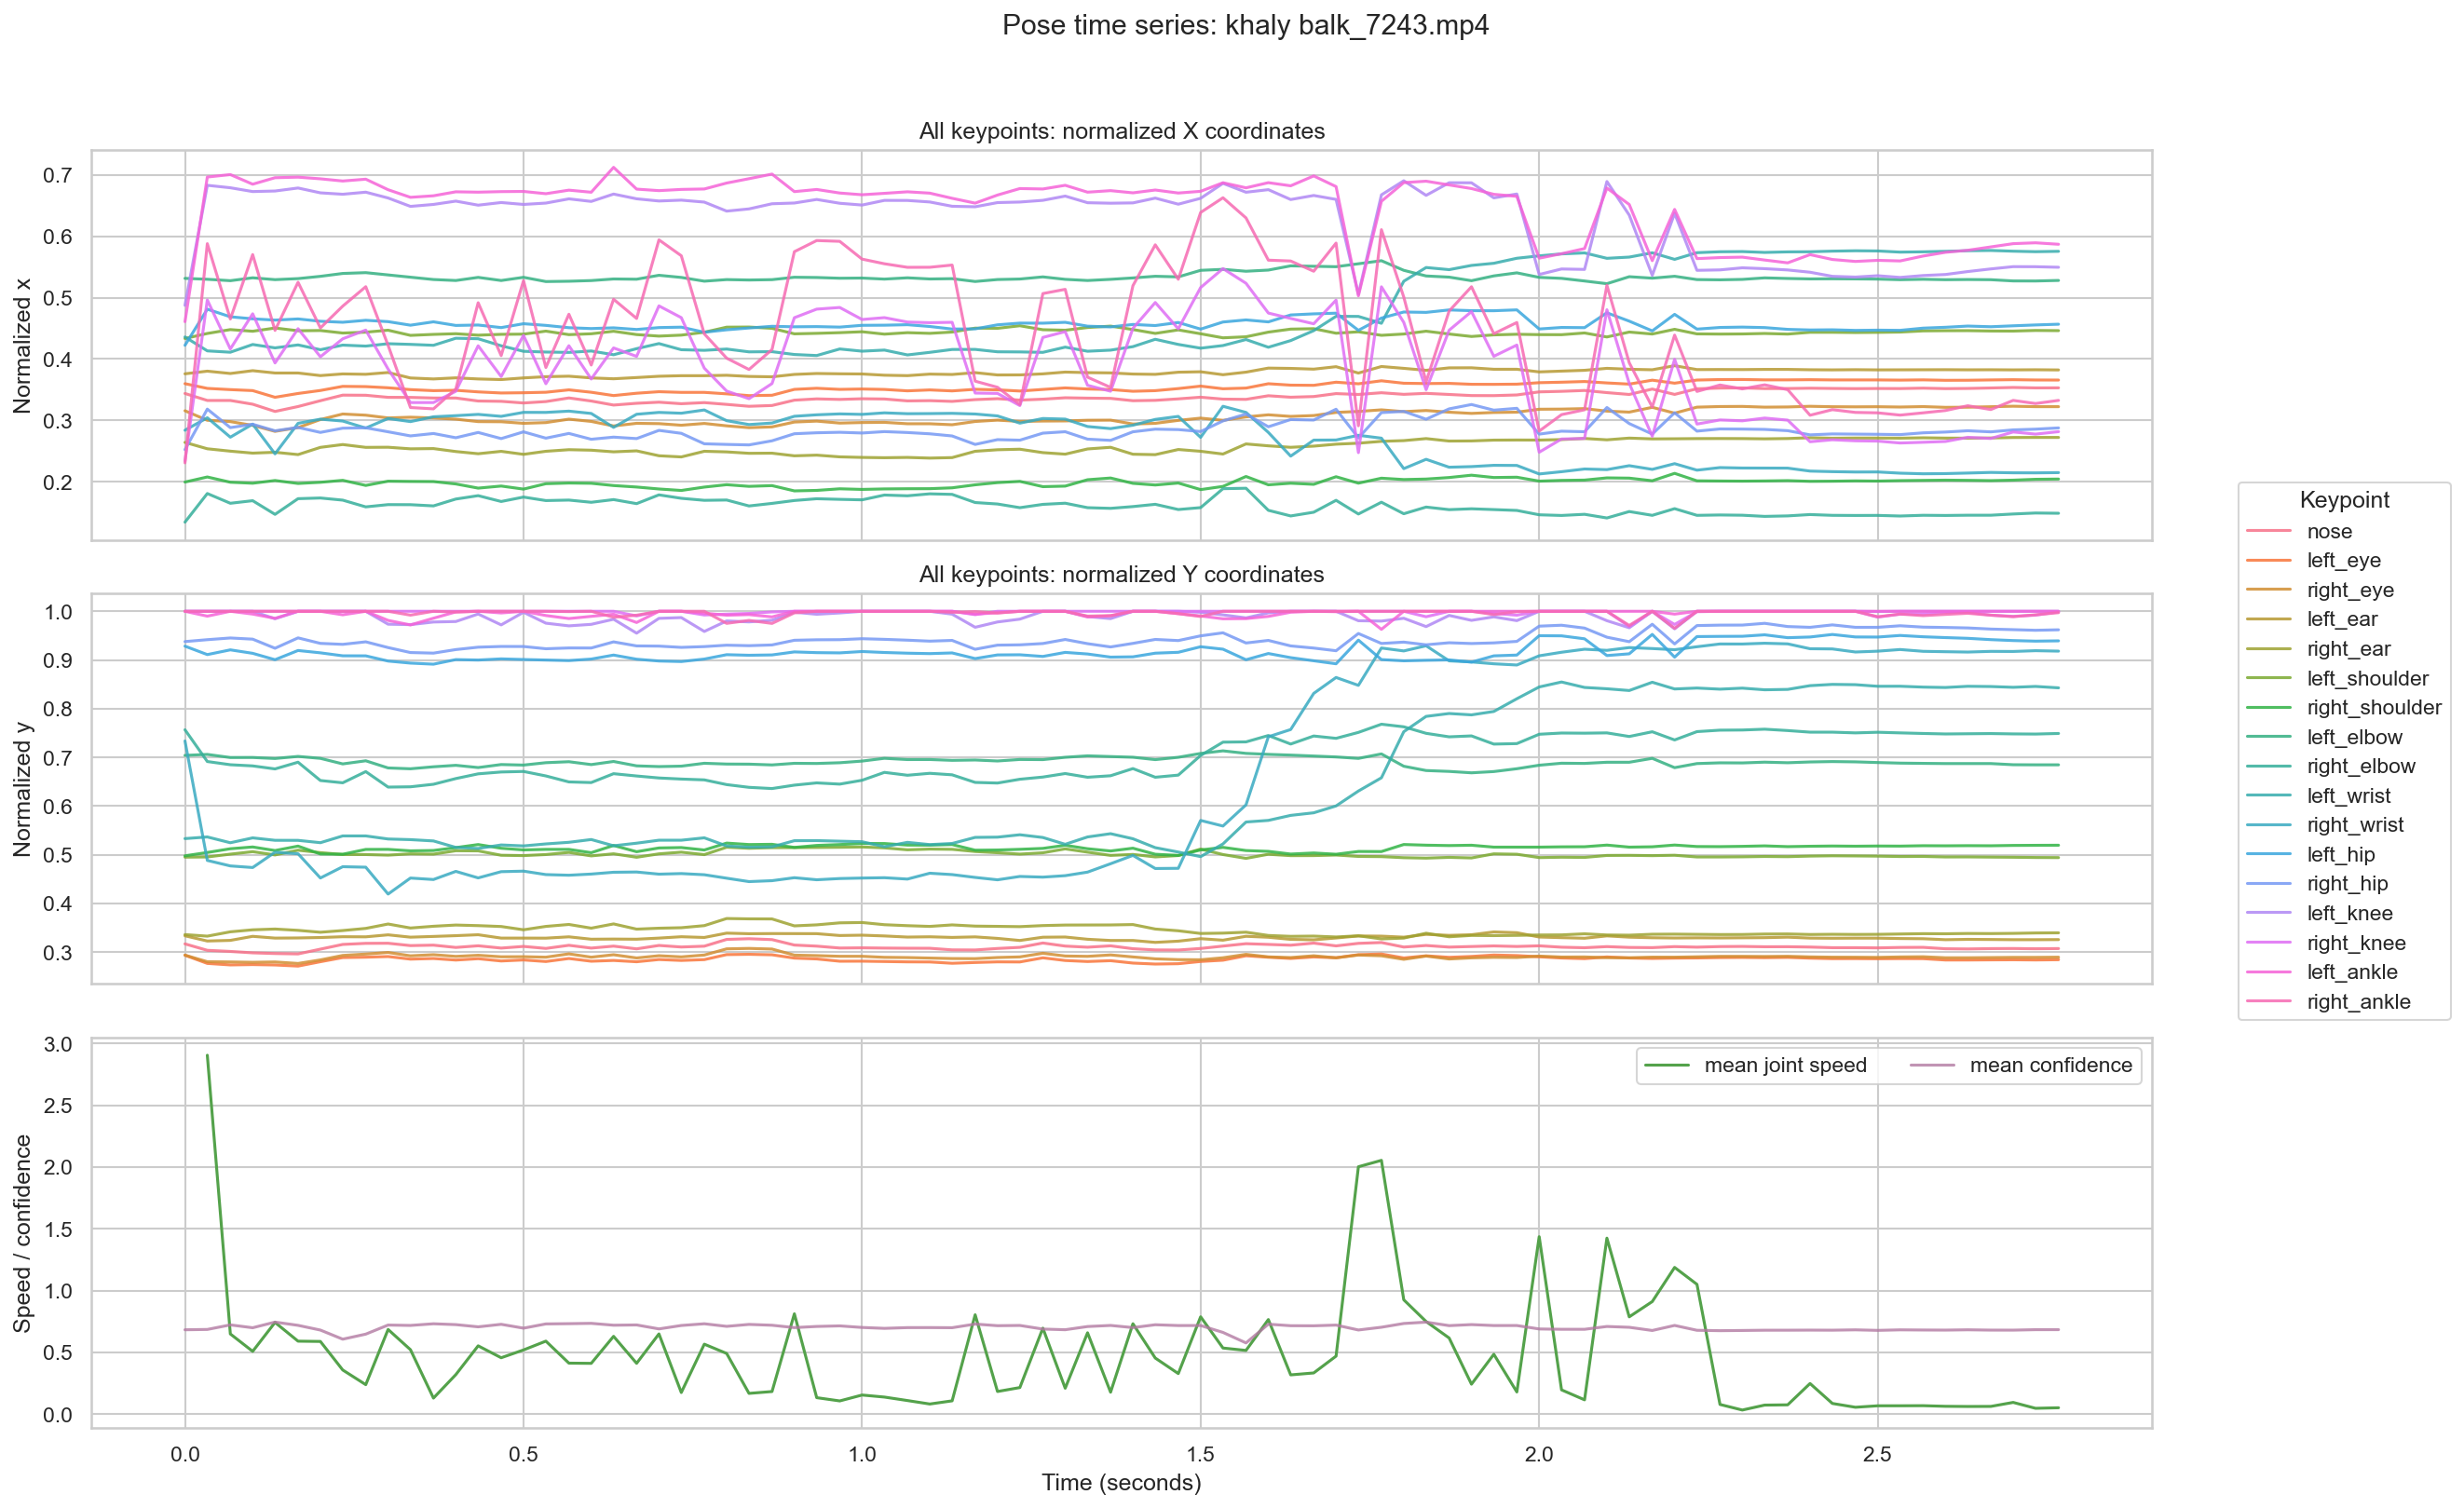 Pose time series: khaly balk_7243.mp4
All keypoints: normalized X coordinates
Normalized x
0.7
0.6
0.5
0.4
0.3
0.2
All keypoints: normalized Y coordinates
Normalized y
1.0
0.9
0.8
0.7
0.6
0.5
0.4
0.3
Keypoint
nose
left_eye
right_eye
left_ear
right_ear
left_shoulder
right_shoulder
left_elbow
right_elbow
left_wrist
right_wrist
left_hip
right_hip
left_knee
right_knee
left_ankle
right_ankle
Speed / confidence
3.0
2.5
2.0
1.5
1.0
0.5
0.0
mean joint speed mean confidence
0.0 0.5 1.0 1.5 2.0 2.5
Time (seconds)